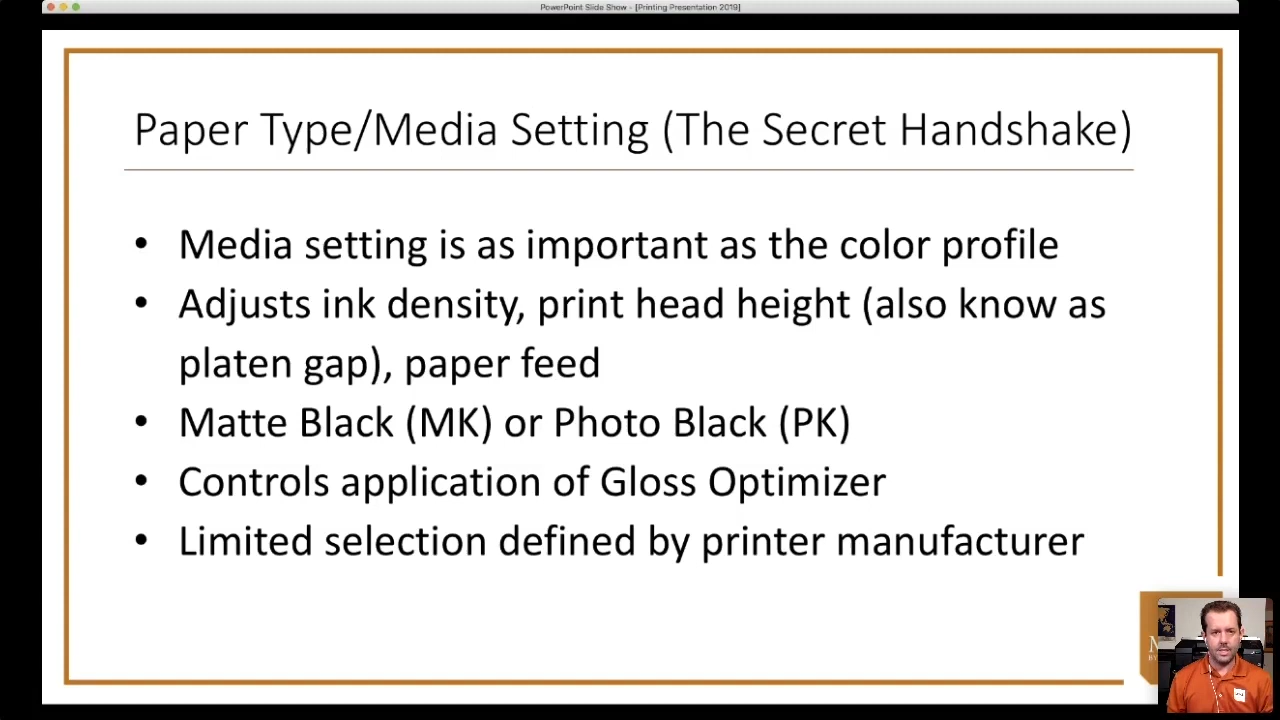 PowerPoint Slide Show - [Printing Presentation 2019]
Paper Type/Media Setting (The Secret Handshake)
• Media setting is as important as the color profile
• Adjusts ink density, print head height (also know as
platen gap), paper feed
• Matte Black (MK) or Photo Black (PK)
• Controls application of Gloss Optimizer
• Limited selection defined by printer manufacturer